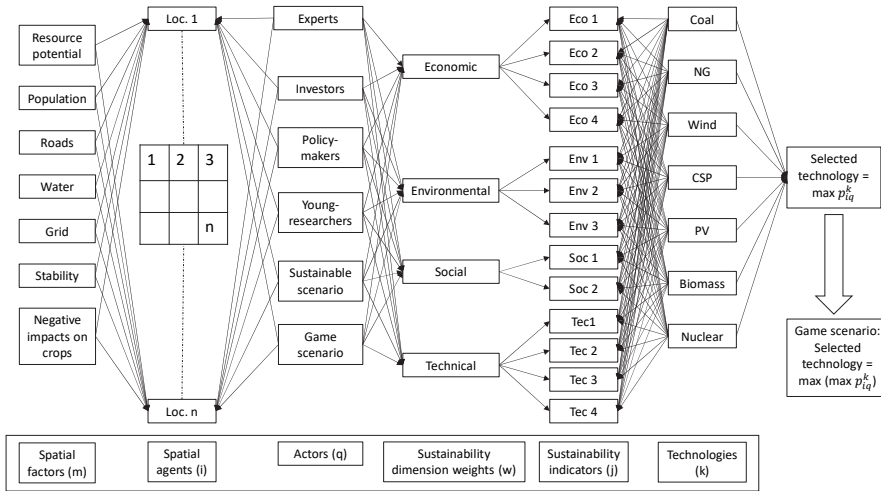 Resource
potential
Population
Roads
Water
Grid
Stability
Negative
impacts on
crops
Loc. 1
1 2 3
n
Loc. n
Experts
Investors
Policy-
makers
Young-
researchers
Sustainable
scenario
Game
scenario
Economic
Environmental
Social
Technical
Eco 1
Eco 2
Eco 3
Eco 4
Env 1
Env 2
Env 3
Soc 1
Soc 2
Tec1
Tec 2
Tec 3
Tec 4
Coal
NG
Wind
CSP
PV
Biomass
Nuclear
Selected
technology =
max p_{iq}^{k}
Game scenario:
Selected
technology =
max (max p_{iq}^{k})
Spatial
factors (m)
Spatial
agents (i)
Actors (q)
Sustainability
dimension weights (w)
Sustainability
indicators (j)
Technologies
(k)